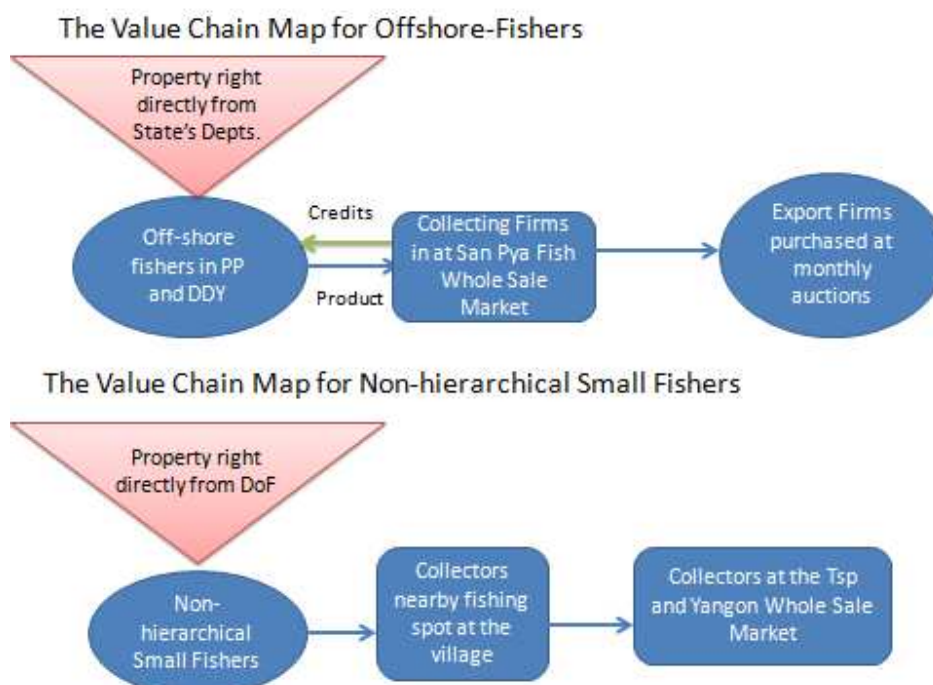 The Value Chain Map for Offshore-Fishers
Property right
directly from
State's Depts.
Off-shore
fishers in PP
and DDY
Credits
Product
Collecting Firms
in at San Pya Fish
Whole Sale
Market
Export Firms
purchased at
monthly
auctions
The Value Chain Map for Non-hierarchical Small Fishers
Property right
directly from DoF
Non-
hierarchical
Small Fishers
Collectors
nearby fishing
spot at the
village
Collectors at the Tsp
and Yangon Whole Sale
Market